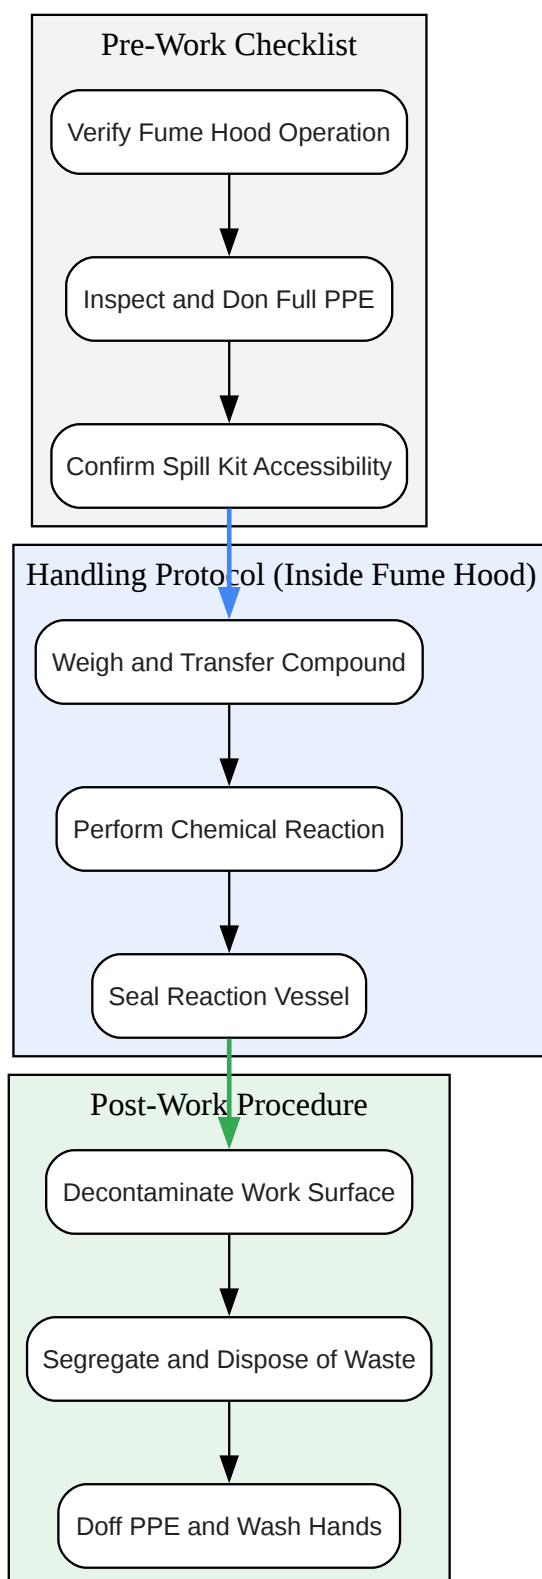 Pre-Work Checklist
Verify Fume Hood Operation
Inspect and Don Full PPE
Confirm Spill Kit Accessibility
Handling Protocol (Inside Fume Hood)
Weigh and Transfer Compound
Perform Chemical Reaction
Seal Reaction Vessel
Post-Work Procedure
Decontaminate Work Surface
Segregate and Dispose of Waste
Doff PPE and Wash Hands